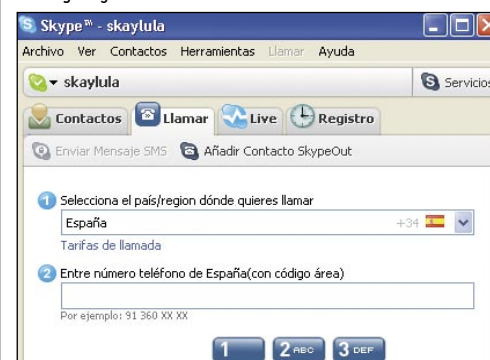 Skype™ - skaylula
Archivo Ver Contactos Herramientas Llamar Ayuda
skaylula Servicios
Contactos Llamar Live Registro
Enviar Mensaje SMS Añadir Contacto SkypeOut
1 Selecciona el país/region dónde quieres llamar
España +34
Tarifas de llamada
2 Entre número teléfono de España(con código área)
Por ejemplo: 91 360 XX XX
1 2 ABC 3 DEF